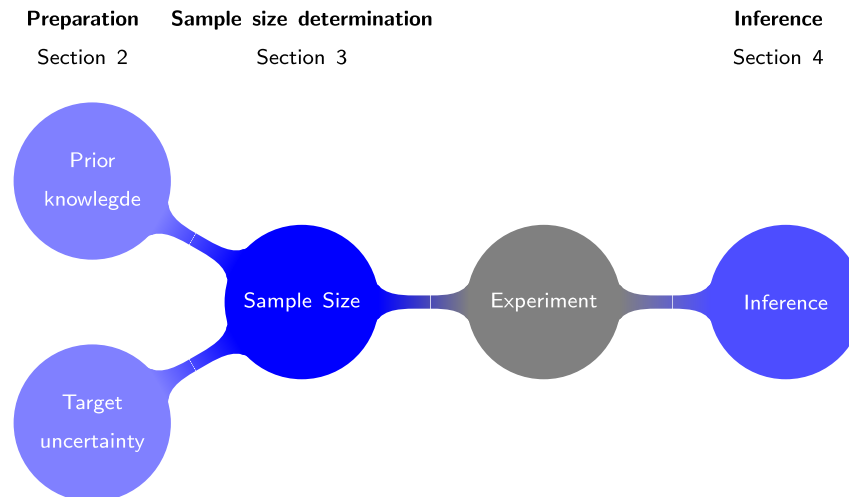 Preparation
Sample size determination
Inference
Section 2
Section 3
Section 4
Prior
knowlegde
Sample Size
Experiment
Inference
Target
uncertainty